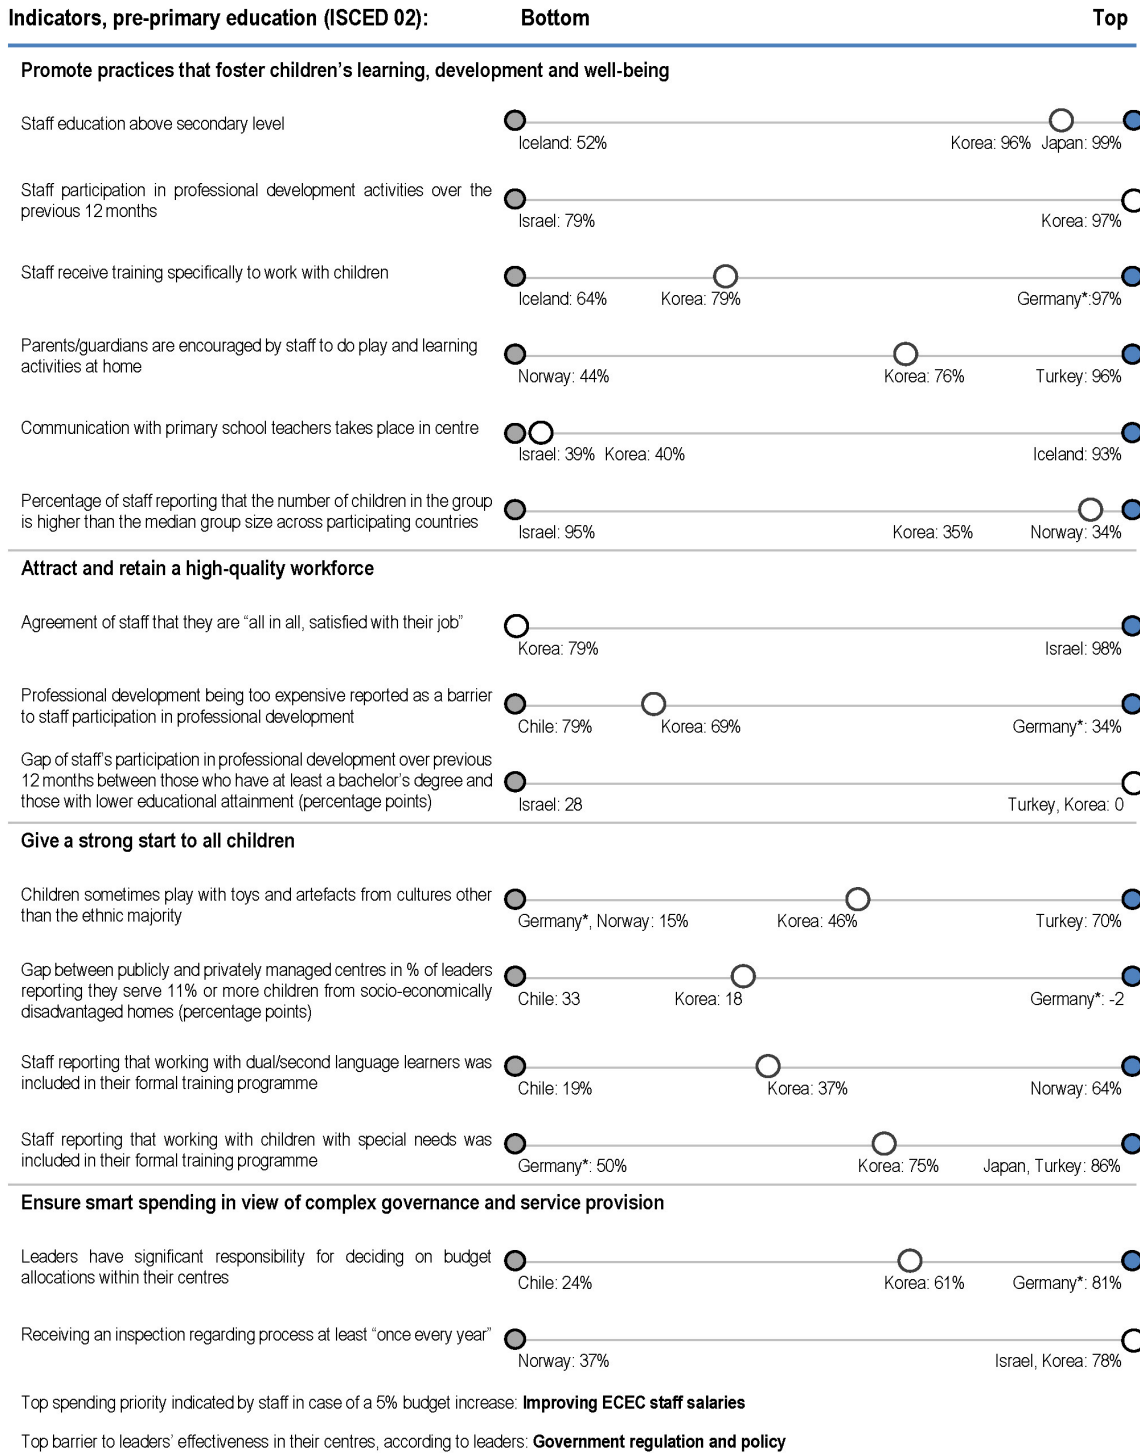 Indicators, pre-primary education (ISCED 02): Bottom Top
Promote practices that foster children's learning, development and well-being
Staff education above secondary level
Iceland: 52% Korea: 96% Japan: 99%
Staff participation in professional development activities over the
previous 12 months
Israel: 79% Korea: 97%
Staff receive training specifically to work with children
Iceland: 64% Korea: 79% Germany*:97%
Parents/guardians are encouraged by staff to do play and learning
activities at home
Norway: 44% Korea: 76% Turkey: 96%
Communication with primary school teachers takes place in centre
Israel: 39% Korea: 40% Iceland: 93%
Percentage of staff reporting that the number of children in the group
is higher than the median group size across participating countries
Israel: 95% Korea: 35% Norway: 34%
Attract and retain a high-quality workforce
Agreement of staff that they are “all in all, satisfied with their job”
Korea: 79% Israel: 98%
Professional development being too expensive reported as a barrier
to staff participation in professional development
Chile: 79% Korea: 69% Germany*: 34%
Gap of staff's participation in professional development over previous
12 months between those who have at least a bachelor's degree and
those with lower educational attainment (percentage points)
Israel: 28 Turkey, Korea: 0
Give a strong start to all children
Children sometimes play with toys and artefacts from cultures other
than the ethnic majority
Germany*, Norway: 15% Korea: 46% Turkey: 70%
Gap between publicly and privately managed centres in % of leaders
reporting they serve 11% or more children from socio-economically
disadvantaged homes (percentage points)
Chile: 33 Korea: 18 Germany*: -2
Staff reporting that working with dual/second language learners was
included in their formal training programme
Chile: 19% Korea: 37% Norway: 64%
Staff reporting that working with children with special needs was
included in their formal training programme
Germany*: 50% Korea: 75% Japan, Turkey: 86%
Ensure smart spending in view of complex governance and service provision
Leaders have significant responsibility for deciding on budget
allocations within their centres
Chile: 24% Korea: 61% Germany*: 81%
Receiving an inspection regarding process at least “once every year”
Norway: 37% Israel, Korea: 78%
Top spending priority indicated by staff in case of a 5% budget increase: Improving ECEC staff salaries
Top barrier to leaders' effectiveness in their centres, according to leaders: Government regulation and policy